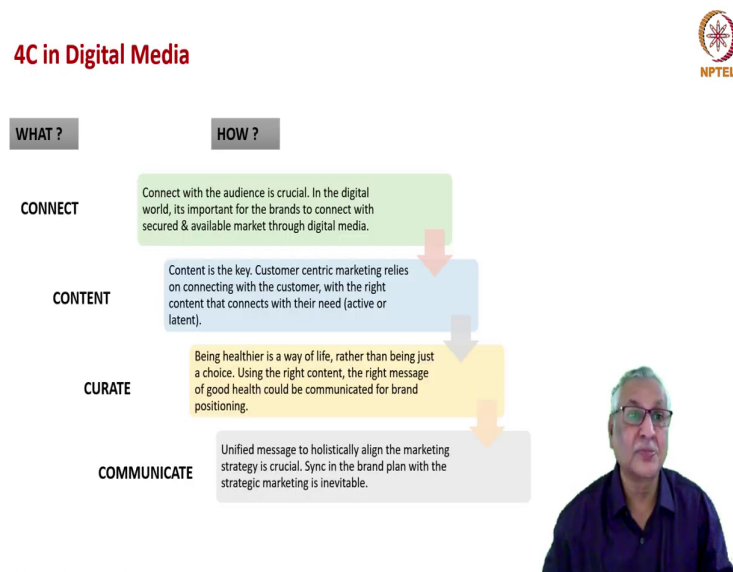 4C in Digital Media
NPTEL
WHAT ?
HOW ?
CONNECT
Connect with the audience is crucial. In the digital
world, its important for the brands to connect with
secured & available market through digital media.
CONTENT
Content is the key. Customer centric marketing relies
on connecting with the customer, with the right
content that connects with their need (active or
latent).
CURATE
Being healthier is a way of life, rather than being just
a choice. Using the right content, the right message
of good health could be communicated for brand
positioning.
COMMUNICATE
Unified message to holistically align the marketing
strategy is crucial. Sync in the brand plan with the
strategic marketing is inevitable.